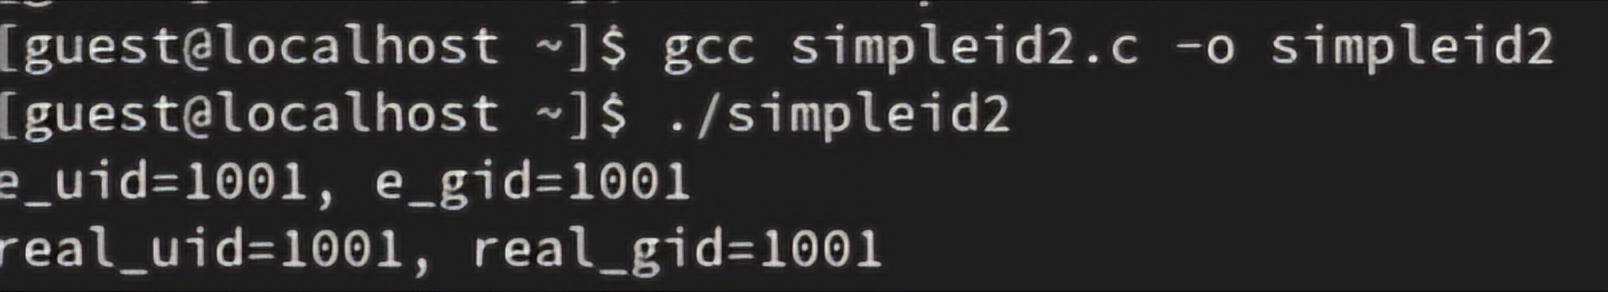 [guest@localhost ~]$ gcc simpleid2.c -o simpleid2
[guest@localhost ~]$ ./simpleid2
e_uid=1001, e_gid=1001
real_uid=1001, real_gid=1001